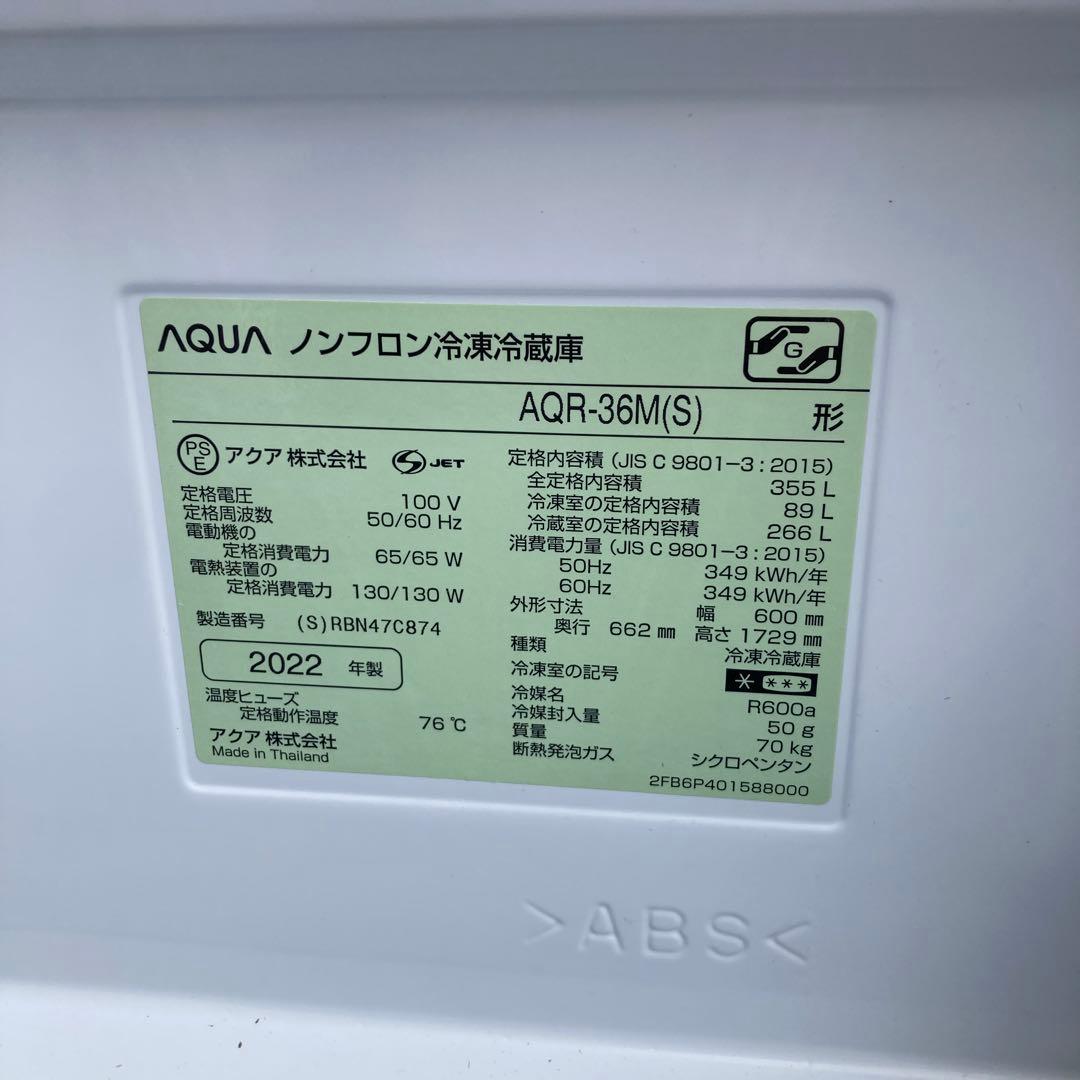 AQUA ノンフロン冷凍冷蔵庫
G
AQR-36M(S) 形
PSE アクア 株式会社 S JET
定格電圧 100 V
定格周波数 50/60 Hz
電動機の
定格消費電力 65/65 W
電熱装置の
定格消費電力 130/130 W
製造番号 (S)RBN47C874
2022 年製
温度ヒューズ
定格動作温度 76 ℃
アクア 株式会社
Made in Thailand
定格内容積 (JIS C 9801-3 : 2015)
全定格内容積 355 L
冷凍室の定格内容積 89 L
冷蔵室の定格内容積 266 L
消費電力量 (JIS C 9801-3 : 2015)
50Hz 349 kWh/年
60Hz 349 kWh/年
外形寸法 幅 600 ㎜
奥行 662 ㎜ 高さ 1729 ㎜
種類 冷凍冷蔵庫
冷凍室の記号 * ***
冷媒名 R600a
冷媒封入量 50 g
質量 70 kg
断熱発泡ガス シクロペンタン
2FB6P401588000
>ABS<